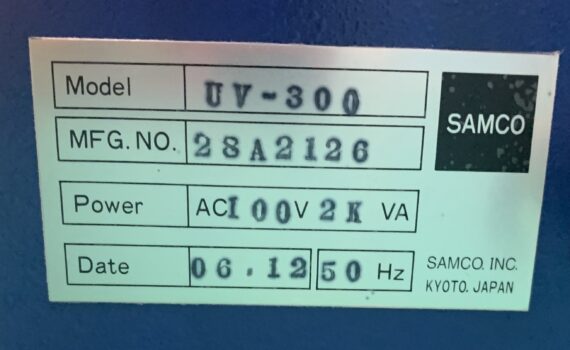 Model UV-300
SAMCO
MFG. NO. 28A2126
Power AC100V 2K VA
Date 06.12 50 Hz
SAMCO. INC.
KYOTO. JAPAN